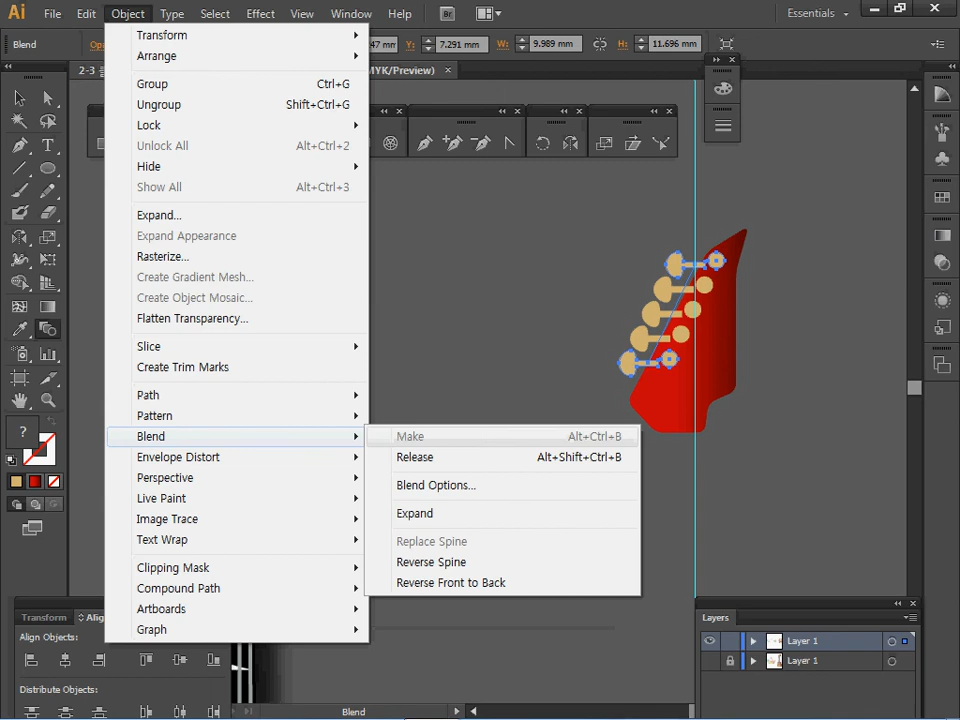 Ai File Edit Object Type Select Effect View Window Help Br Essentials
Blend Opa 47 mm Y: 7.291 mm W: 9.989 mm H: 11.696 mm
2-3 MYK/Preview) ×
Transform
Arrange
Group Ctrl+G
Ungroup Shift+Ctrl+G
Lock
Unlock All Alt+Ctrl+2
Hide
Show All Alt+Ctrl+3
Expand...
Expand Appearance
Rasterize...
Create Gradient Mesh...
Create Object Mosaic...
Flatten Transparency...
Slice
Create Trim Marks
Path
Pattern
Blend
Envelope Distort
Perspective
Live Paint
Image Trace
Text Wrap
Clipping Mask
Compound Path
Artboards
Graph
Make Alt+Ctrl+B
Release Alt+Shift+Ctrl+B
Blend Options...
Expand
Replace Spine
Reverse Spine
Reverse Front to Back
?
Transform Alig
Align Objects:
Distribute Objects:
Layers
Layer 1
Layer 1
Blend